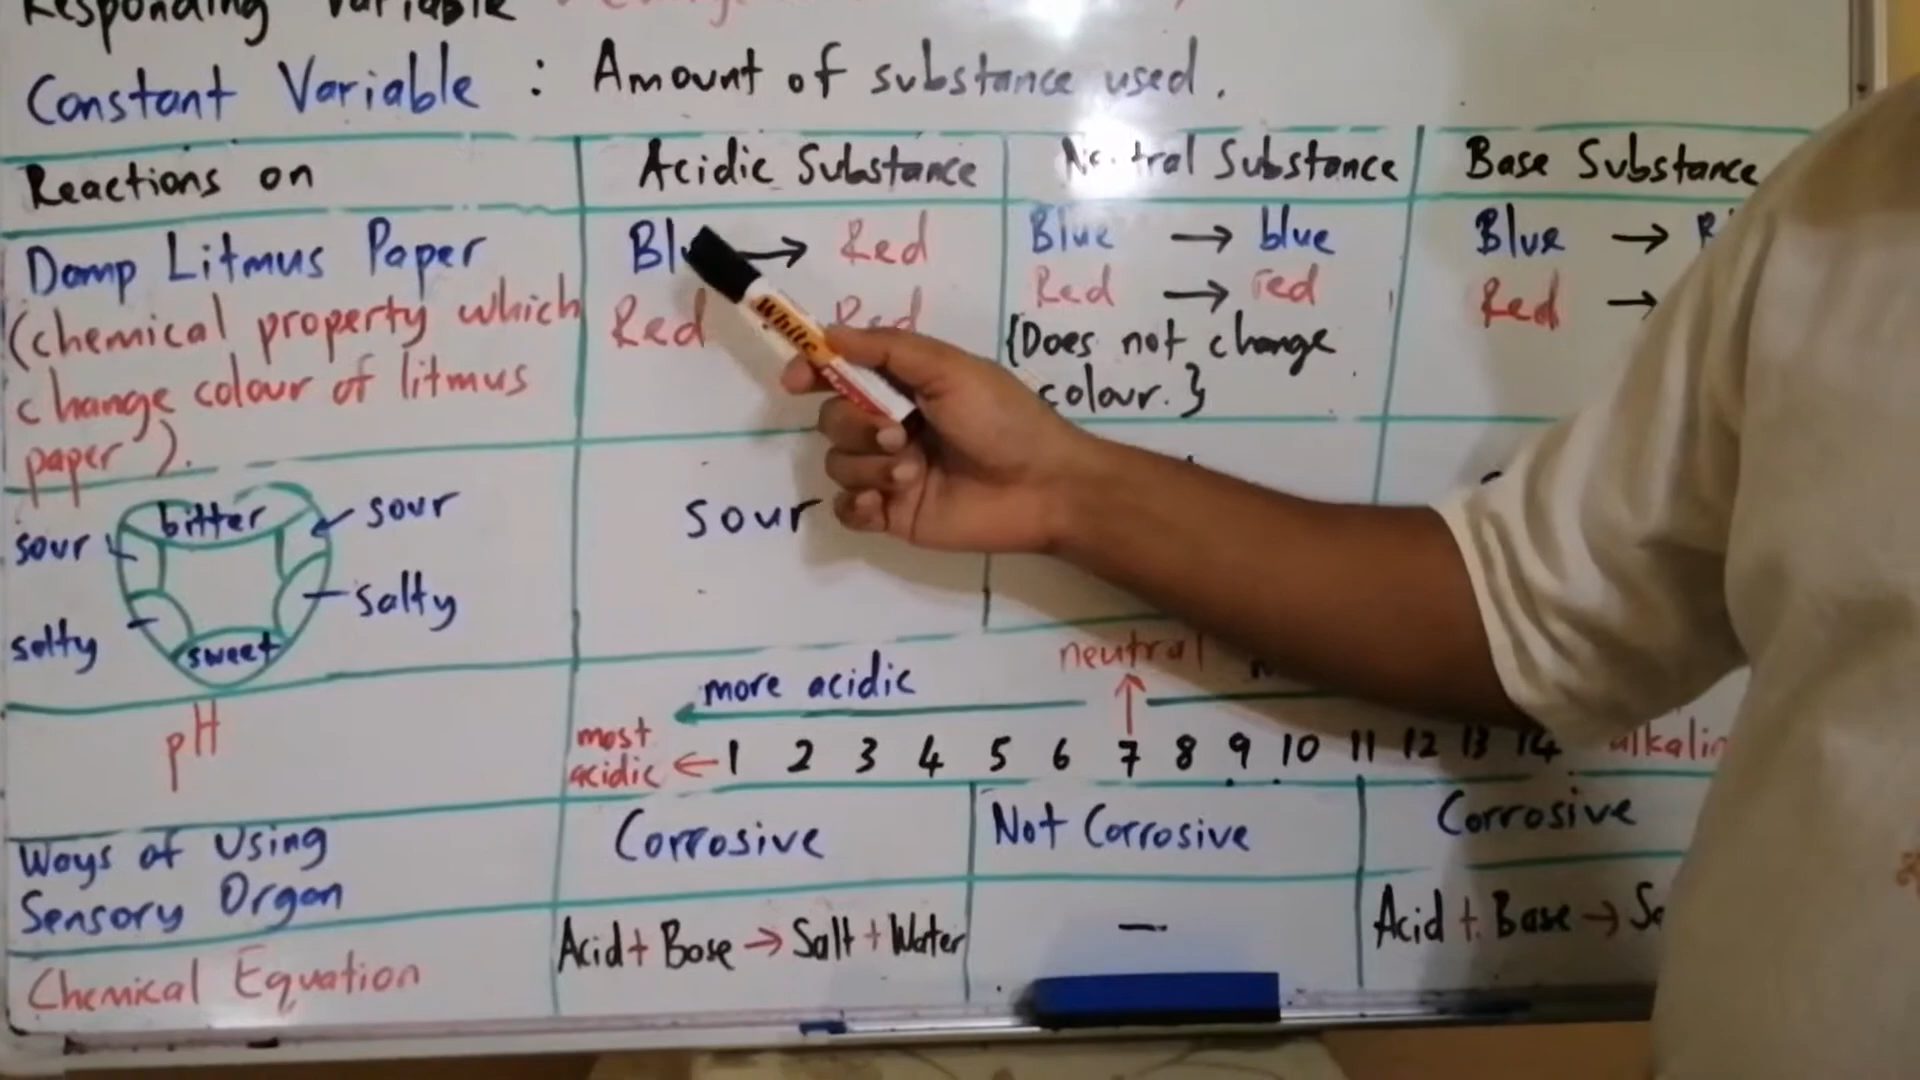 Responding Variable
Constant Variable : Amount of substance used.
Reactions on
Acidic Substance
Substance
Base Substance
Damp Litmus Paper
(chemical property which
change colour of litmus
paper).
→ Red
Red Red
Blue → blue
Red → red
{Does not change
colour.}
Blue →
Red →
bitter
sour
sour
salty
salty
sweet
sour
pH
more acidic
neutral
most
acidic ← 1 2 3 4 5 6 7 8 9 10 11 12 13 14
Ways of Using
Sensory Organ
Corrosive
Not Corrosive
Corrosive
Chemical Equation
Acid + Base → Salt + Water
—
Acid + Base →
White